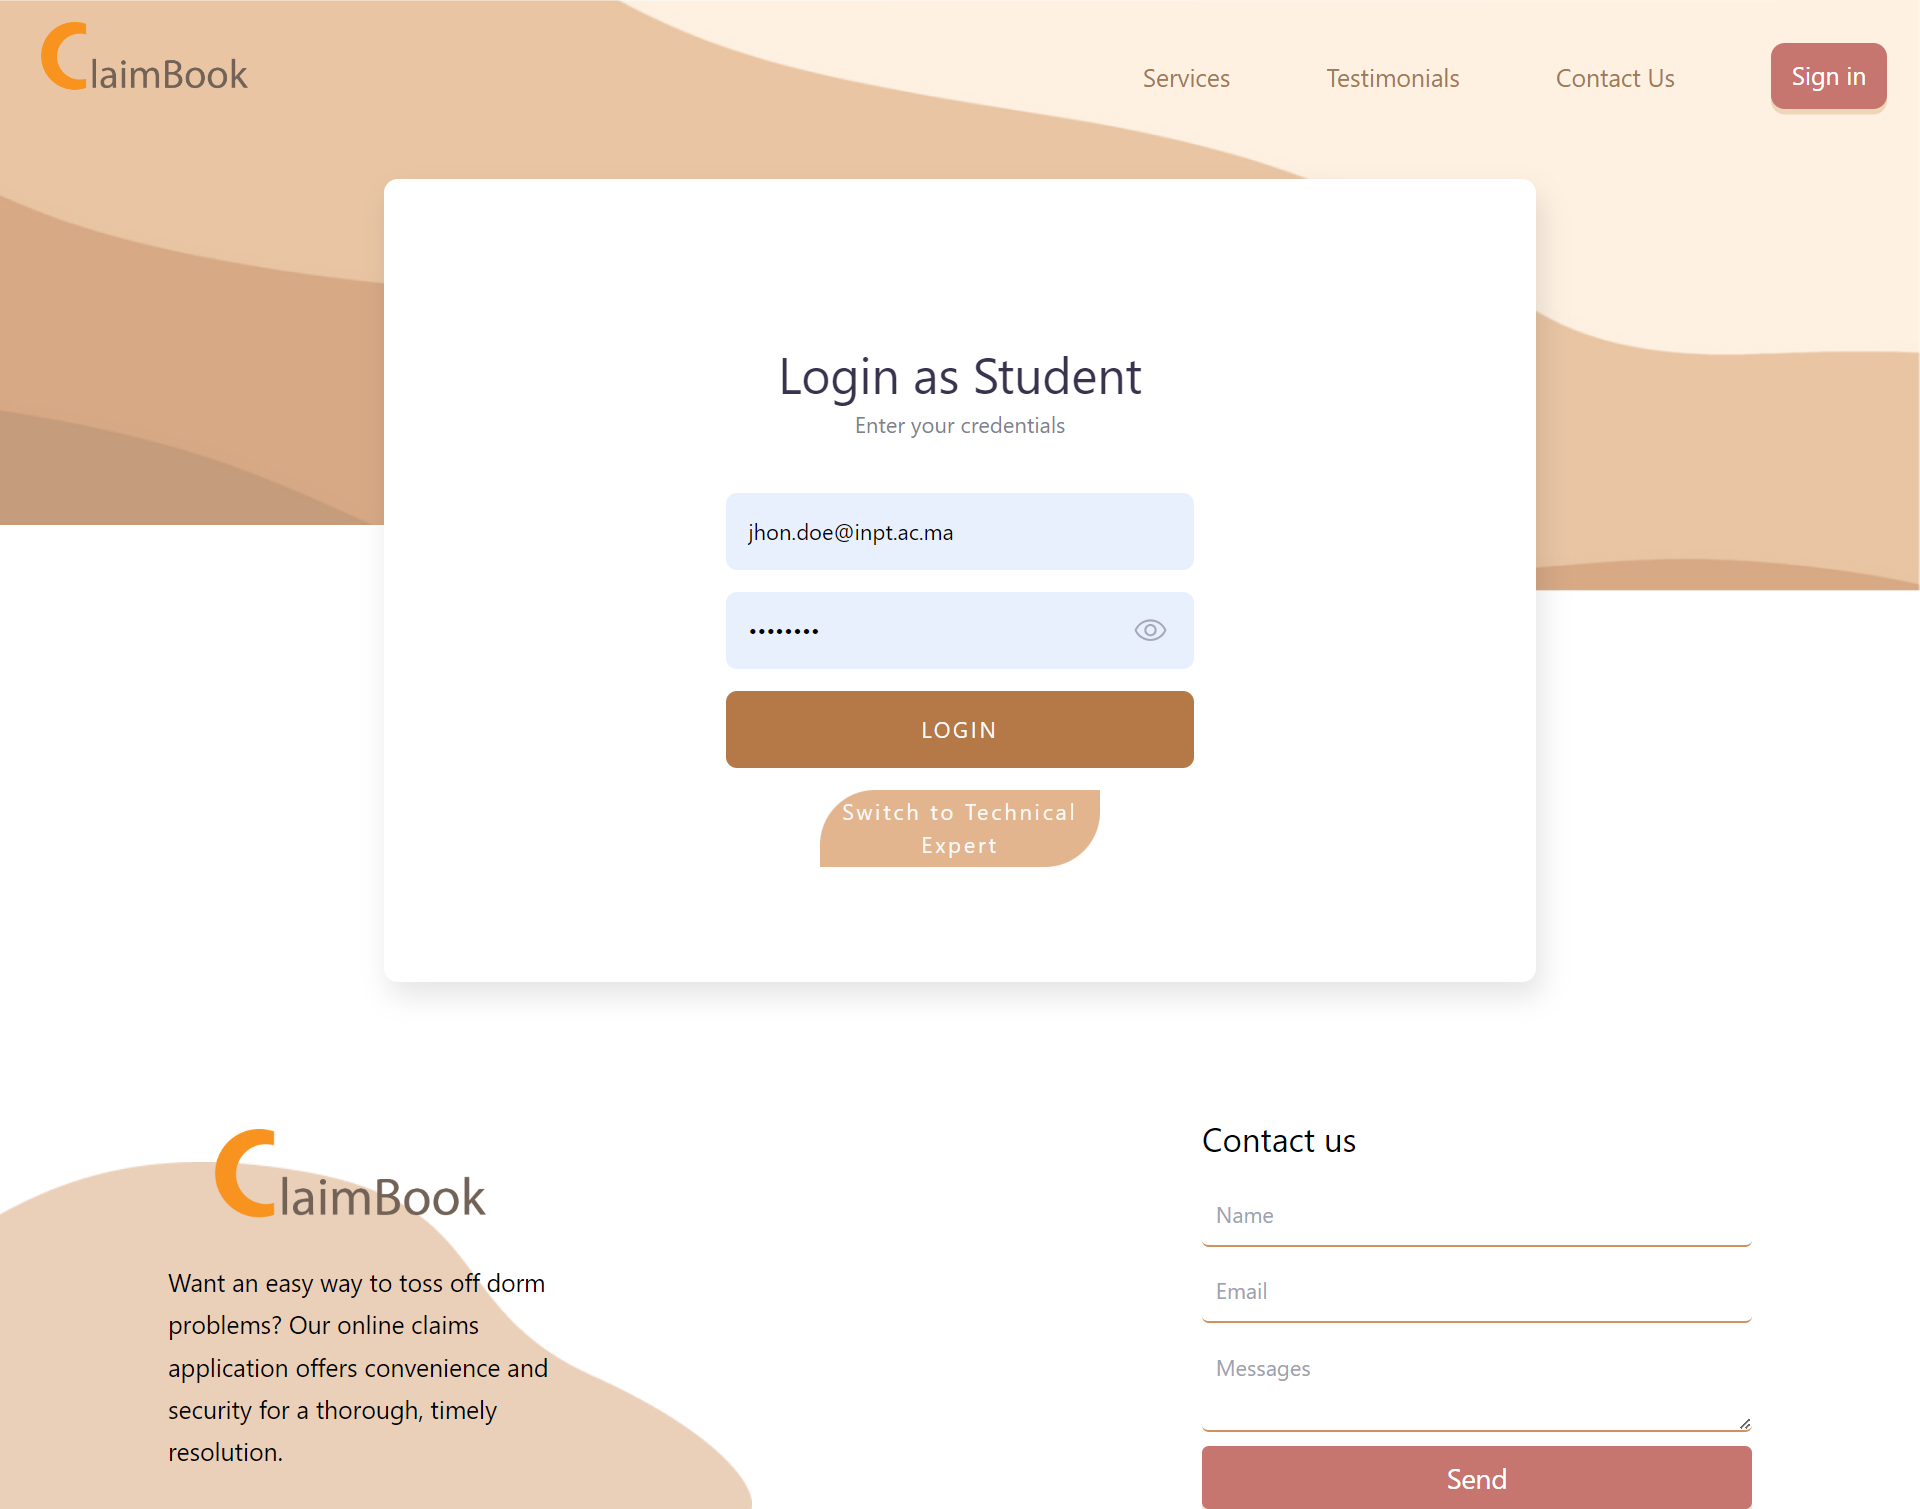 ClaimBook
Services
Testimonials
Contact Us
Sign in
Login as Student
Enter your credentials
jhon.doe@inpt.ac.ma
••••••••
LOGIN
Switch to Technical
Expert
ClaimBook
Want an easy way to toss off dorm
problems? Our online claims
application offers convenience and
security for a thorough, timely
resolution.
Contact us
Name
Email
Messages
Send